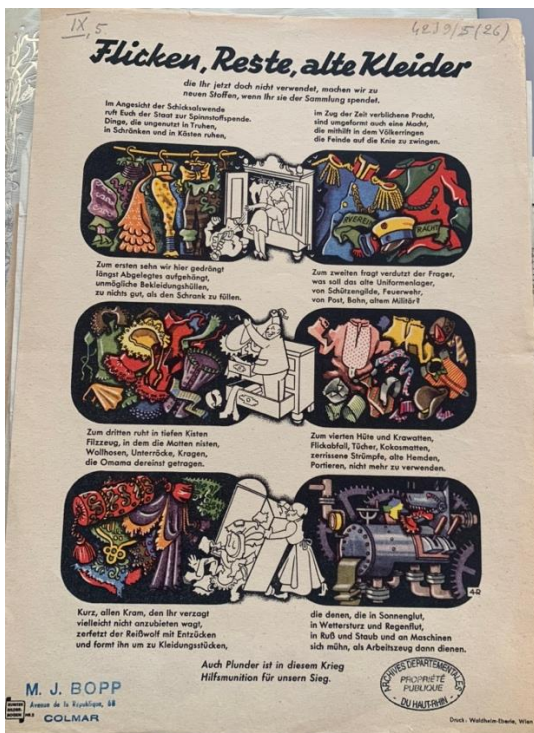 IX, 5.
4239/5(26)
Flicken, Reste, alte Kleider
die Ihr jetzt doch nicht verwendet, machen wir zu
neuen Stoffen, wenn Ihr sie der Sammlung spendet.
Im Angesicht der Schicksalswende
ruft Euch der Staat zur Spinnstoffspende.
Dinge, die ungenutzt in Truhen,
in Schränken und in Kästen ruhen,
im Zug der Zeit verblichene Pracht,
sind umgeformt auch eine Macht,
die mithilft in dem Völkerringen
die Feinde auf die Knie zu zwingen.
RVEREIN
RACHT
Zum ersten sehn wir hier gedrängt
längst Abgelegtes aufgehängt,
unmögliche Bekleidungshüllen,
zu nichts gut, als den Schrank zu füllen.
Zum zweiten fragt verdutzt der Frager,
was soll das alte Uniformenlager,
von Schützengilde, Feuerwehr,
von Post, Bahn, altem Militär?
Zum dritten ruht in tiefen Kisten
Filzzeug, in dem die Motten nisten,
Wollhosen, Unterröcke, Kragen,
die Omama dereinst getragen.
Zum vierten Hüte und Krawatten,
Flickabfall, Tücher, Kokosmatten,
zerrissene Strümpfe, alte Hemden,
Portieren, nicht mehr zu verwenden.
Kurz, allen Kram, den Ihr verzagt
vielleicht nicht anzubieten wagt,
zerfetzt der Reißwolf mit Entzücken
und formt ihn um zu Kleidungsstücken,
die denen, die in Sonnenglut,
in Wettersturz und Regenflut,
in Ruß und Staub und an Maschinen
sich mühn, als Arbeitszeug dann dienen.
Auch Plunder ist in diesem Krieg
Hilfsmunition für unsern Sieg.
M. J. BOPP
Avenue de la République, 68
COLMAR
ARCHIVES DÉPARTEMENTALES
PROPRIÉTÉ
PUBLIQUE
DU HAUT-RHIN
Druck: Waldheim-Eberle, Wien